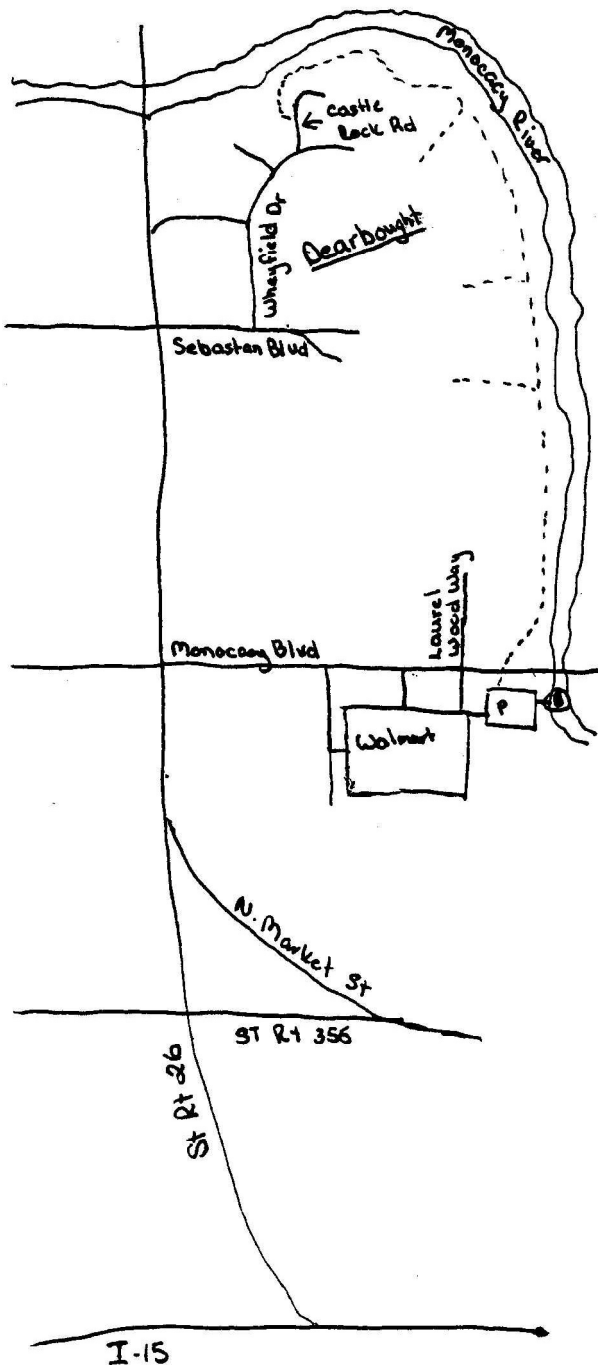 Monocacy River
Castle
Rock Rd
Wheyfield Dr
Dearbought
Sebastan Blvd
Laurel
Wood Way
Monocacy Blvd
P
Walmart
N. Market St
ST Rt 356
St Rt 26
I-15